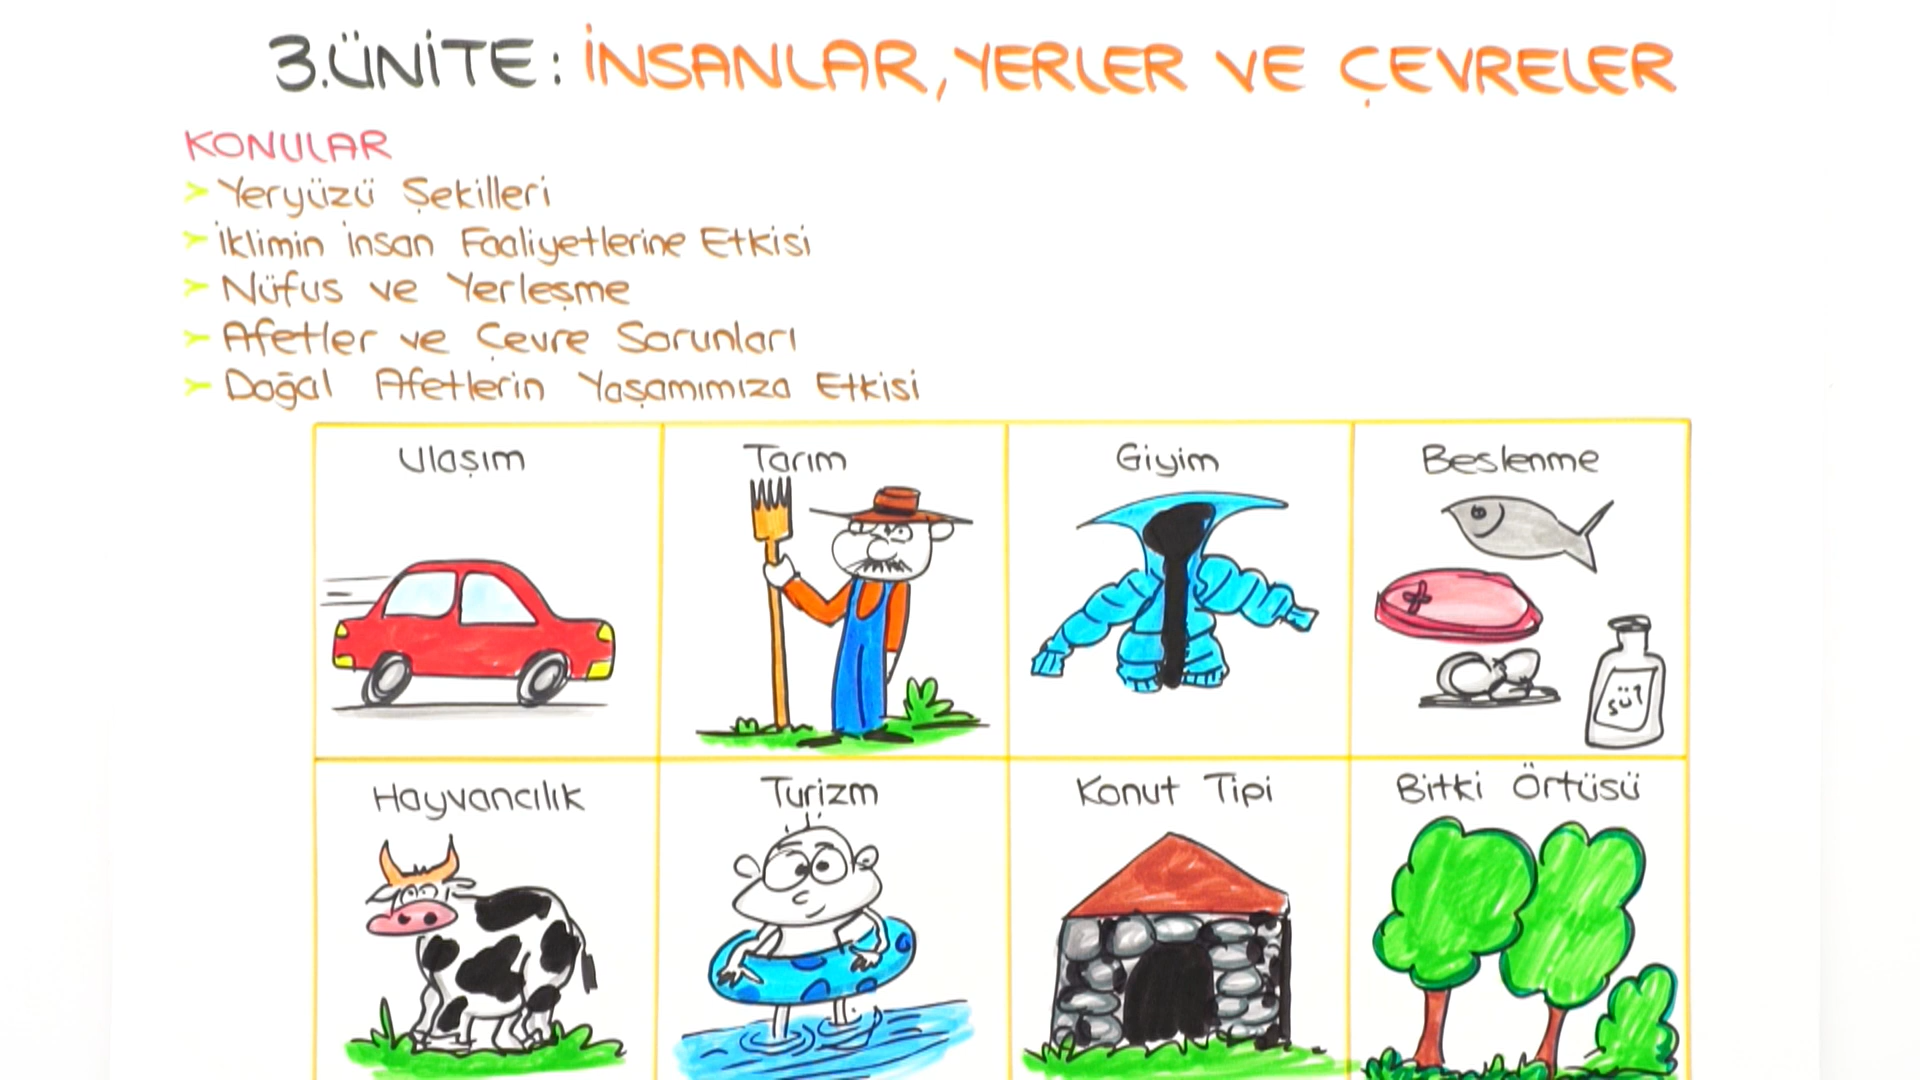 3.ÜNİTE: İNSANLAR, YERLER VE ÇEVRELER
KONULAR
➤ Yeryüzü Şekilleri
➤ İklimin İnsan Faaliyetlerine Etkisi
➤ Nüfus ve Yerleşme
➤ Afetler ve Çevre Sorunları
➤ Doğal Afetlerin Yaşamımıza Etkisi
Ulaşım
Tarım
Giyim
Beslenme
süt
Hayvancılık
Turizm
Konut Tipi
Bitki Örtüsü